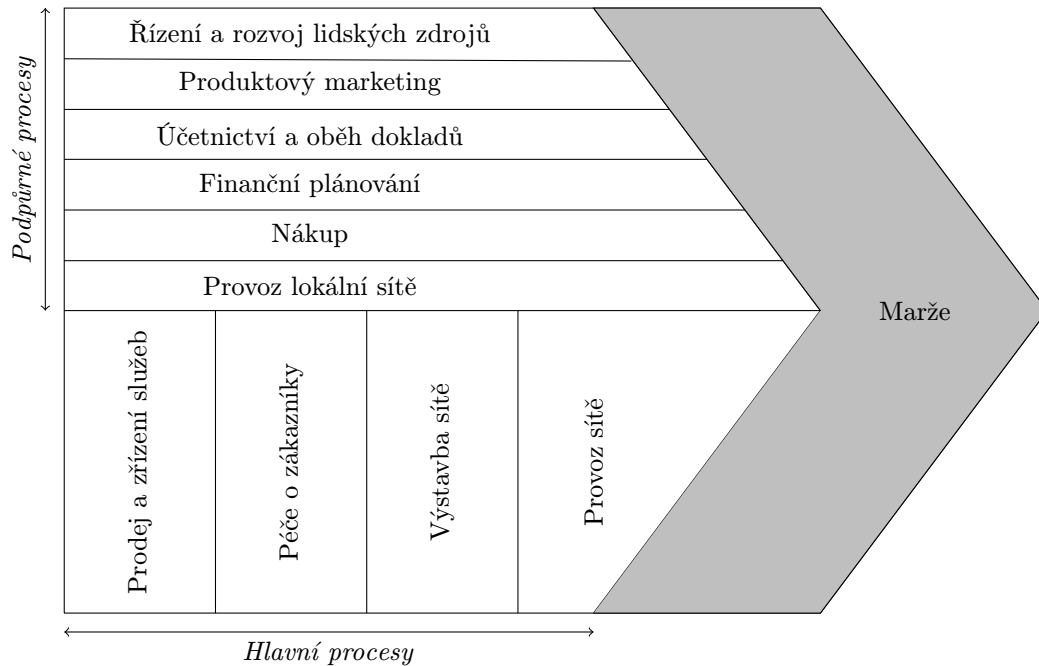 Podpůrné procesy
Řízení a rozvoj lidských zdrojů
Produktový marketing
Účetnictví a oběh dokladů
Finanční plánování
Nákup
Provoz lokální sítě
Marže
Prodej a zřízení služeb
Péče o zákazníky
Výstavba sítě
Provoz sítě
Hlavní procesy